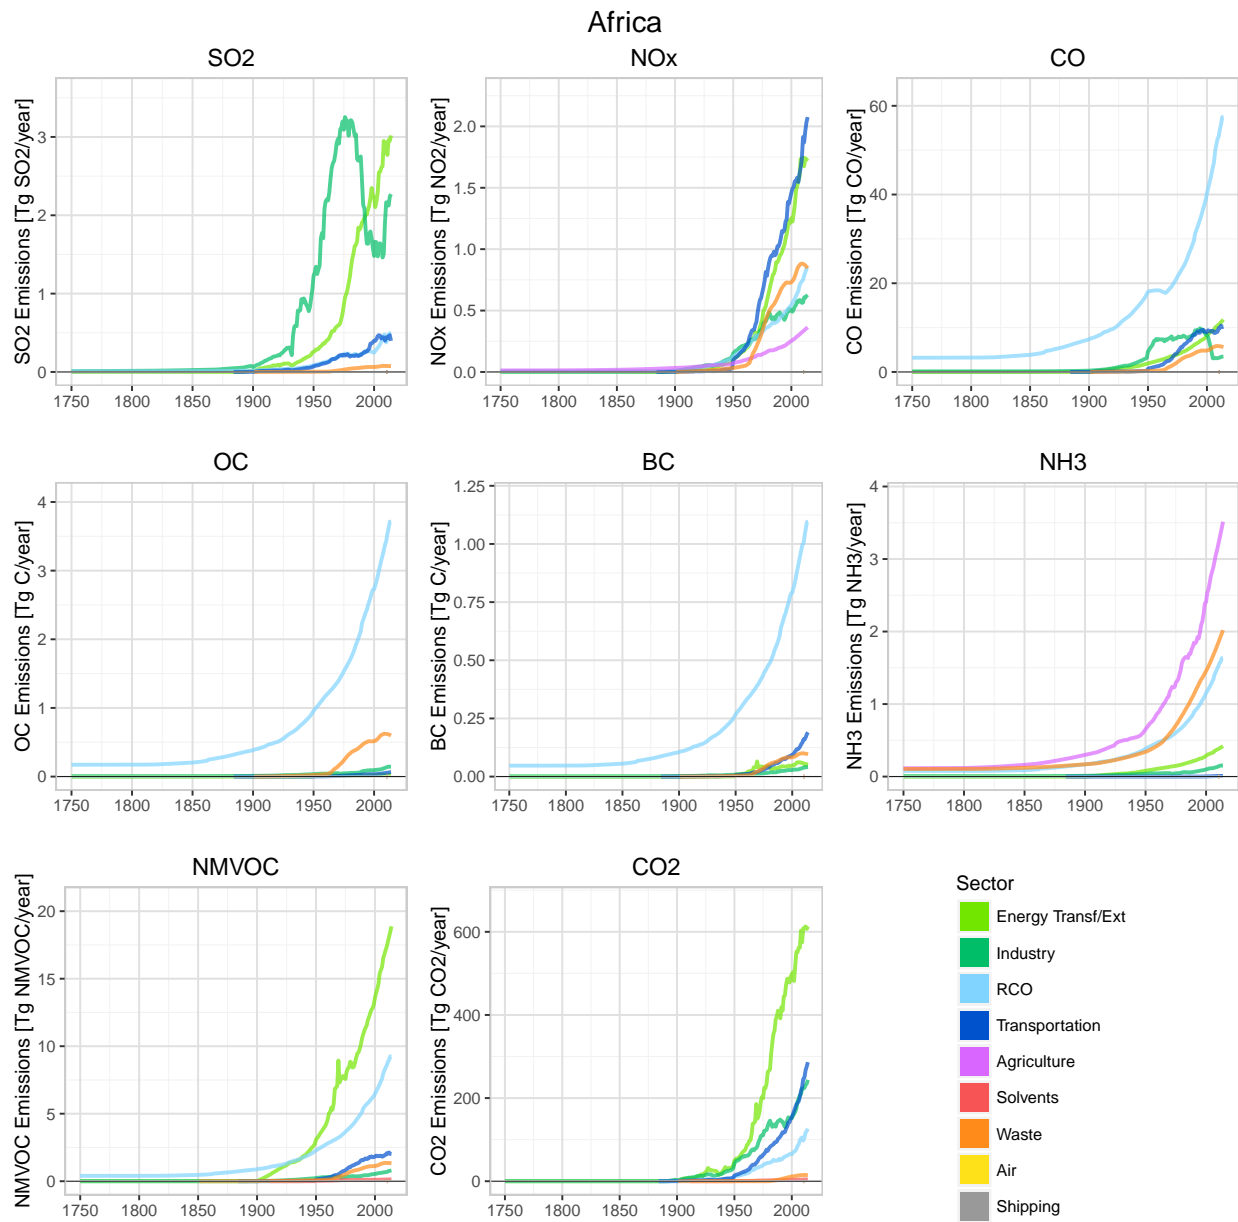 Africa
SO2
NOx
CO
SO2 Emissions [Tg SO2/year]
3
2
1
0
1750 1800 1850 1900 1950 2000
NOx Emissions [Tg NO2/year]
2.0
1.5
1.0
0.5
0.0
1750 1800 1850 1900 1950 2000
CO Emissions [Tg CO/year]
60
40
20
0
1750 1800 1850 1900 1950 2000
OC
BC
NH3
OC Emissions [Tg C/year]
4
3
2
1
0
1750 1800 1850 1900 1950 2000
BC Emissions [Tg C/year]
1.25
1.00
0.75
0.50
0.25
0.00
1750 1800 1850 1900 1950 2000
NH3 Emissions [Tg NH3/year]
4
3
2
1
0
1750 1800 1850 1900 1950 2000
NMVOC
CO2
NMVOC Emissions [Tg NMVOC/year]
20
15
10
5
0
1750 1800 1850 1900 1950 2000
CO2 Emissions [Tg CO2/year]
600
400
200
0
1750 1800 1850 1900 1950 2000
Sector
Energy Transf/Ext
Industry
RCO
Transportation
Agriculture
Solvents
Waste
Air
Shipping